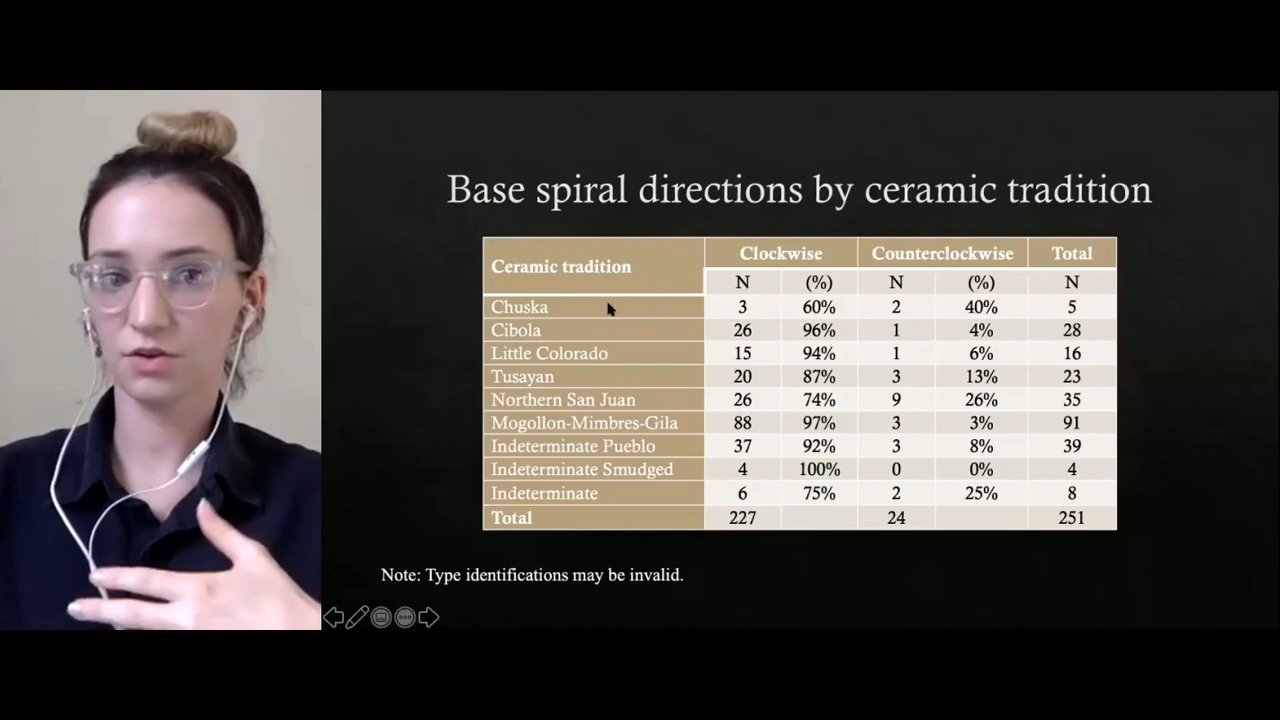 Base spiral directions by ceramic tradition
Ceramic tradition Clockwise Counterclockwise Total
N (%) N (%) N
Chuska 3 60% 2 40% 5
Cibola 26 96% 1 4% 28
Little Colorado 15 94% 1 6% 16
Tusayan 20 87% 3 13% 23
Northern San Juan 26 74% 9 26% 35
Mogollon-Mimbres-Gila 88 97% 3 3% 91
Indeterminate Pueblo 37 92% 3 8% 39
Indeterminate Smudged 4 100% 0 0% 4
Indeterminate 6 75% 2 25% 8
Total 227 24 251
Note: Type identifications may be invalid.